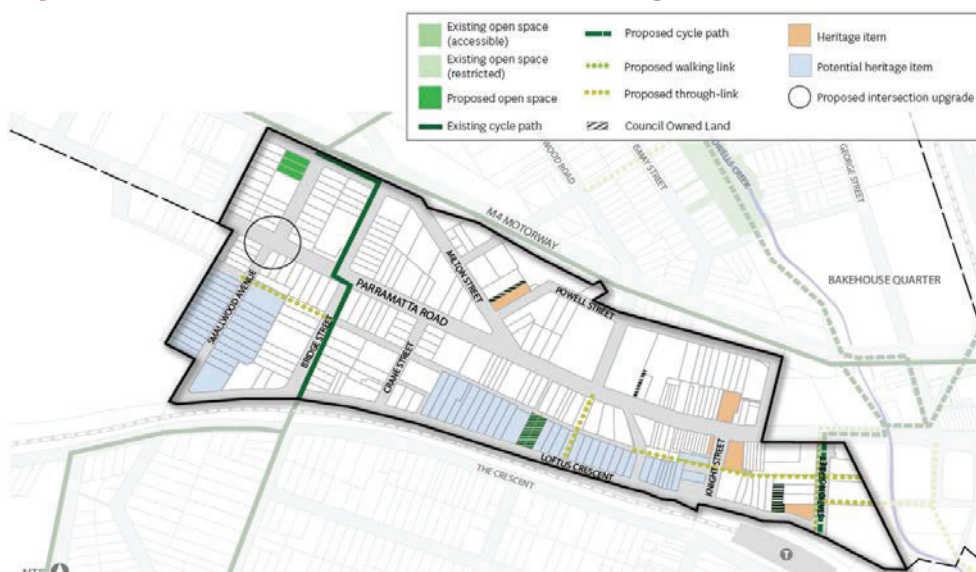 Existing open space
(accessible)
Existing open space
(restricted)
Proposed open space
Existing cycle path
Proposed cycle path
Proposed walking link
Proposed through-link
Council Owned Land
Heritage item
Potential heritage item
Proposed intersection upgrade
ISMAY STREET
GEORGE STREET
M4 MOTORWAY
BAKEHOUSE QUARTER
MILTON STREET
POWELL STREET
PARRAMATTA ROAD
SMALLWOOD AVENUE
BRIDGE STREET
CRANE STREET
LOFTUS CRESCENT
KNIGHT STREET
THE CRESCENT
T